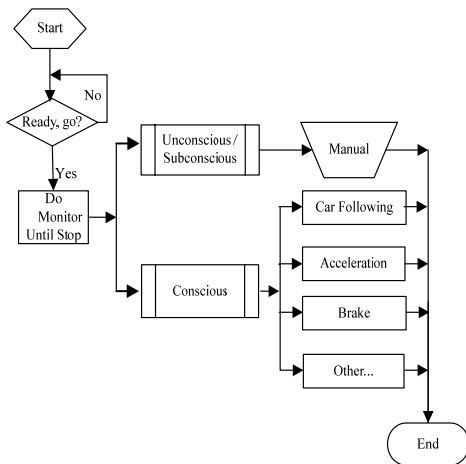 Start
No
Ready, go?
Yes
Do
Monitor
Until Stop
Unconscious /
Subconscious
Manual
Car Following
Acceleration
Conscious
Brake
Other...
End